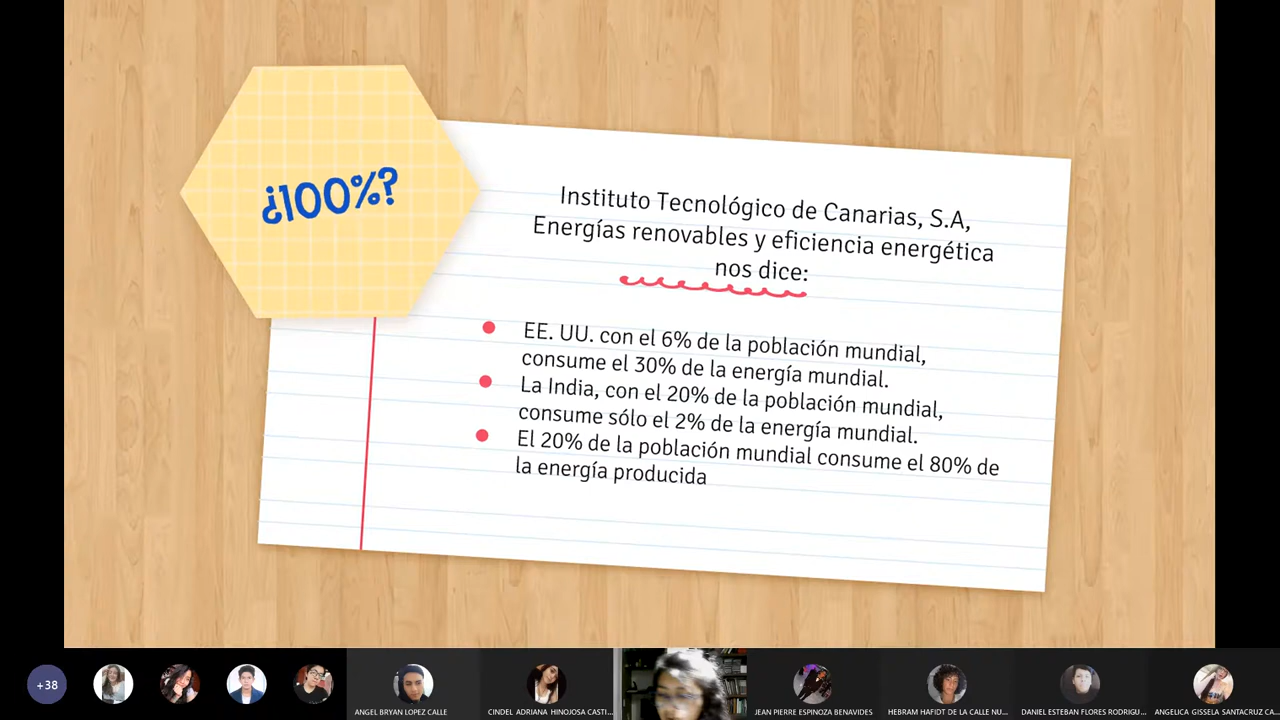 ¿100%?
Instituto Tecnológico de Canarias, S.A,
Energías renovables y eficiencia energética
nos dice:
EE. UU. con el 6% de la población mundial,
consume el 30% de la energía mundial.
La India, con el 20% de la población mundial,
consume sólo el 2% de la energía mundial.
El 20% de la población mundial consume el 80% de
la energía producida
+38
ANGEL BRYAN LOPEZ CALLE
CINDEL ADRIANA HINOJOSA CASTI...
JEAN PIERRE ESPINOZA BENAVIDES
HEBRAM HAFIDT DE LA CALLE NU...
DANIEL ESTEBAN FLORES RODRIGU...
ANGELICA GISSELA SANTACRUZ CA...